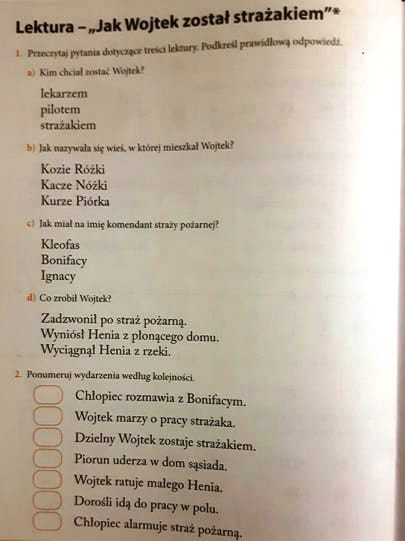 Lektura – „Jak Wojtek został strażakiem”*
1. Przeczytaj pytania dotyczące treści lektury. Podkreśl prawidłową odpowiedź.
a) Kim chciał zostać Wojtek?
lekarzem
pilotem
strażakiem
b) Jak nazywała się wieś, w której mieszkał Wojtek?
Kozie Różki
Kacze Nóżki
Kurze Piórka
c) Jak miał na imię komendant straży pożarnej?
Kleofas
Bonifacy
Ignacy
d) Co zrobił Wojtek?
Zadzwonił po straż pożarną.
Wyniósł Henia z płonącego domu.
Wyciągnął Henia z rzeki.
2. Ponumeruj wydarzenia według kolejności.
Chłopiec rozmawia z Bonifacym.
Wojtek marzy o pracy strażaka.
Dzielny Wojtek zostaje strażakiem.
Piorun uderza w dom sąsiada.
Wojtek ratuje małego Henia.
Dorośli idą do pracy w polu.
Chłopiec alarmuje straż pożarną.